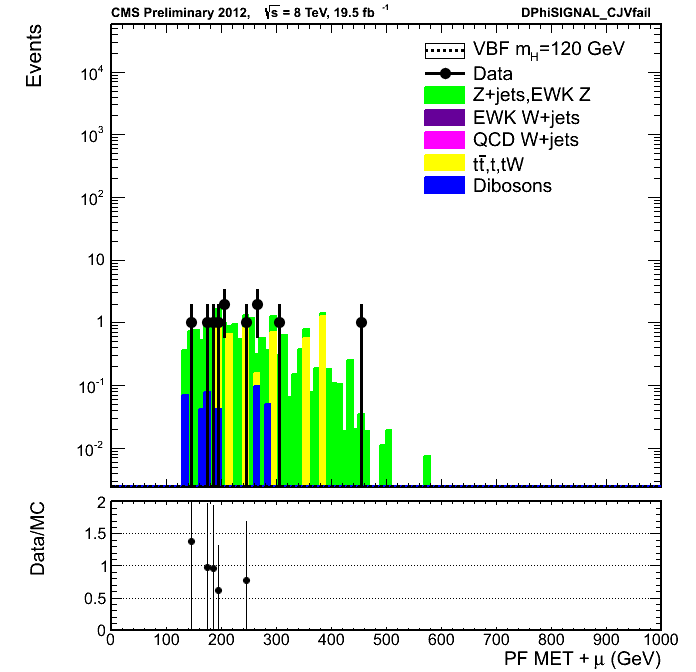 CMS Preliminary 2012, √s = 8 TeV, 19.5 fb⁻¹ DPhiSIGNAL_CJVfail
Events
VBF m_H=120 GeV
Data
Z+jets,EWK Z
EWK W+jets
QCD W+jets
tt̄,t,tW
Dibosons
10⁴
10³
10²
10
1
10⁻¹
10⁻²
Data/MC
2
1.5
1
0.5
0
0 100 200 300 400 500 600 700 800 900 1000
PF MET + μ (GeV)